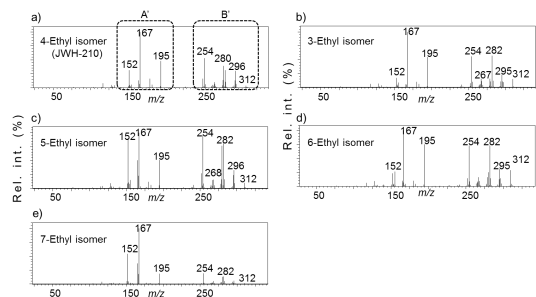 A' B'
a) 4-Ethyl isomer (JWH-210) 152 167 195 254 280 296 312
50 150 m/z 250
b) 3-Ethyl isomer 152 167 195 254 267 282 295 312
50 150 m/z 250
c) 5-Ethyl isomer 152 167 195 254 268 282 296 312
50 150 m/z 250
d) 6-Ethyl isomer 152 167 195 254 282 295 312
50 150 m/z 250
e) 7-Ethyl isomer 152 167 195 254 282 312
50 150 m/z 250
Rel. int. (%)
Rel. int. (%)